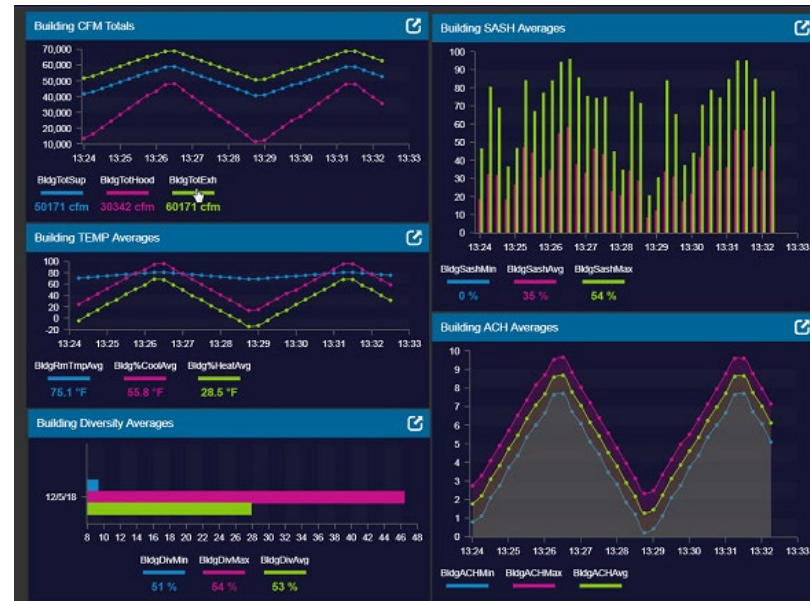 Building CFM Totals
70,000
60,000
50,000
40,000
30,000
20,000
10,000
13:24 13:25 13:26 13:27 13:28 13:29 13:30 13:31 13:32 13:33
BldgTotSup BldgTotHood BldgTotExh
50171 cfm 30342 cfm 60171 cfm
Building TEMP Averages
100
80
60
40
20
0
-20
13:24 13:25 13:26 13:27 13:28 13:29 13:30 13:31 13:32 13:33
BldgRmTmpAvg Bldg%CoolAvg Bldg%HeatAvg
75.1 °F 55.8 °F 28.5 °F
Building Diversity Averages
12/5/18
8 10 12 14 16 18 20 22 24 26 28 30 32 34 36 38 40 42 44 46 48
BldgDivMin BldgDivMax BldgDivAvg
51 % 54 % 53 %
Building SASH Averages
100
90
80
70
60
50
40
30
20
10
0
13:24 13:25 13:26 13:27 13:28 13:29 13:30 13:31 13:32 13:33
BldgSashMin BldgSashAvg BldgSashMax
0 % 35 % 54 %
Building ACH Averages
10
9
8
7
6
5
4
3
2
1
0
13:24 13:25 13:26 13:27 13:28 13:29 13:30 13:31 13:32 13:33
BldgACHMin BldgACHMax BldgACHAvg